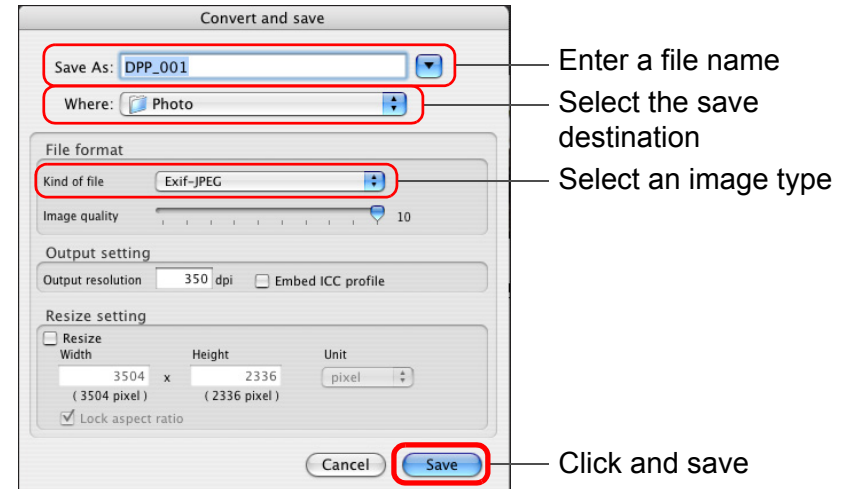 Convert and save
Save As: DPP_001
Enter a file name
Where: Photo
Select the save
destination
File format
Kind of file Exif-JPEG
Select an image type
Image quality 10
Output setting
Output resolution 350 dpi Embed ICC profile
Resize setting
Resize
Width Height Unit
3504 x 2336 pixel
( 3504 pixel ) ( 2336 pixel )
Lock aspect ratio
Cancel Save
Click and save